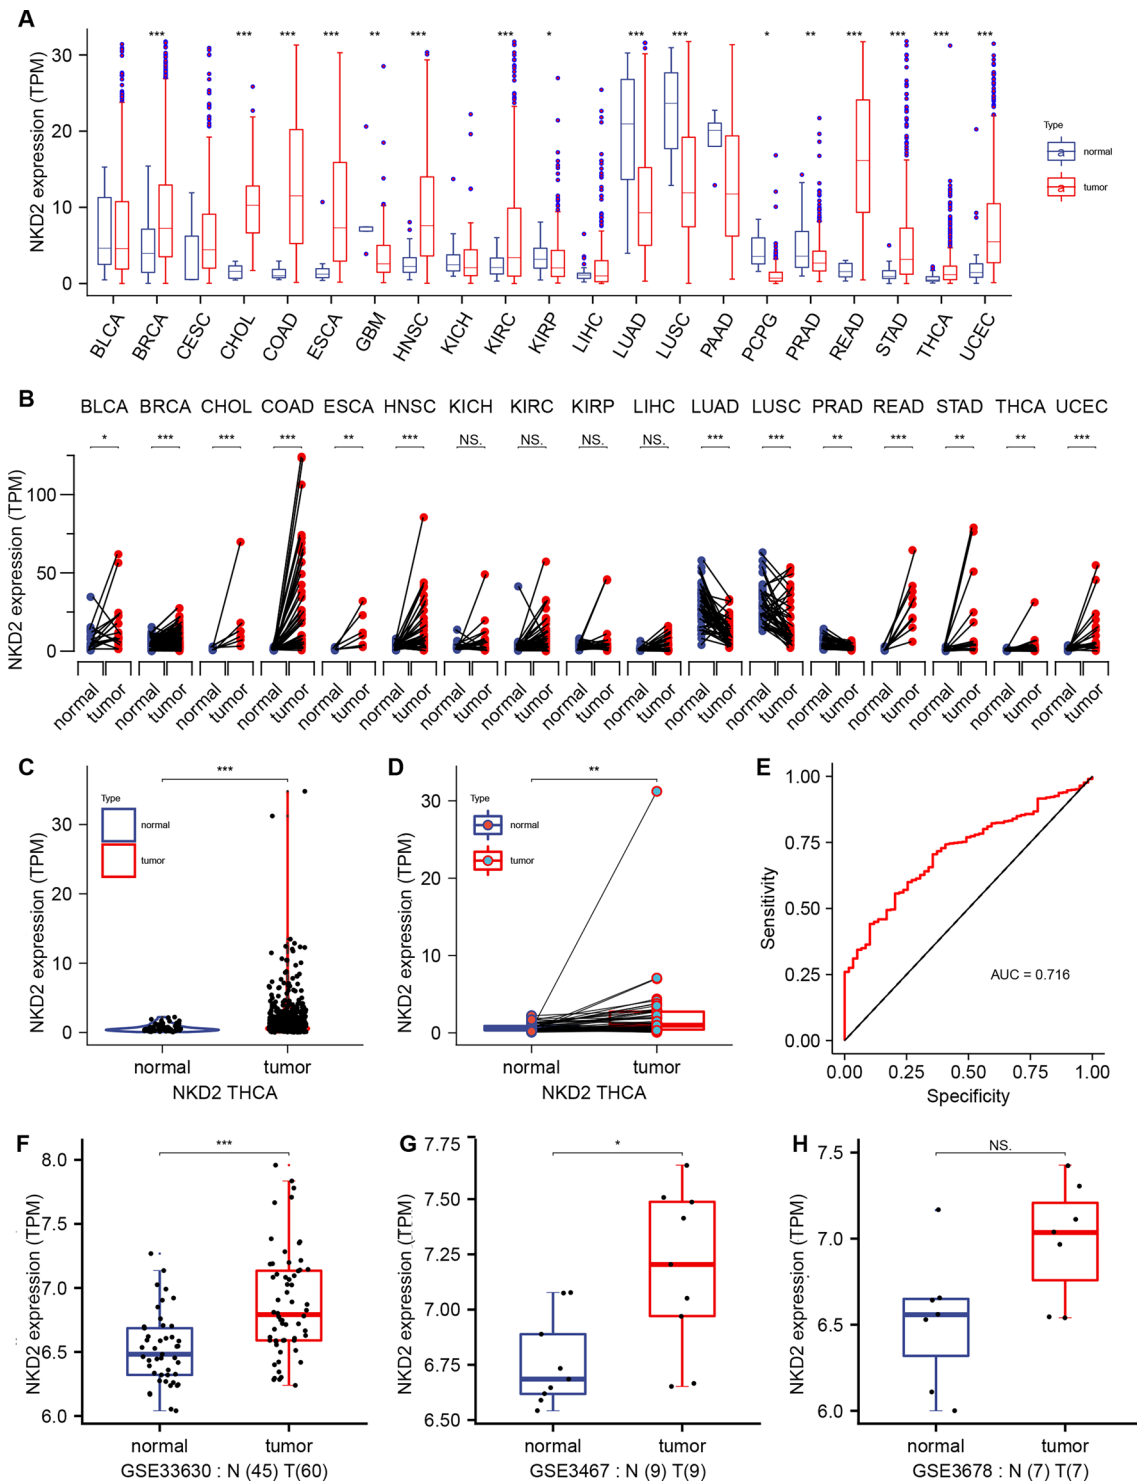 A
*** *** *** *** ** *** *** * *** *** * ** *** *** *** ***
NKD2 expression (TPM)
30
20
10
0
Type
a normal
a tumor
BLCA BRCA CESC CHOL COAD ESCA GBM HNSC KICH KIRC KIRP LIHC LUAD LUSC PAAD PCPG PRAD READ STAD THCA UCEC
B
BLCA BRCA CHOL COAD ESCA HNSC KICH KIRC KIRP LIHC LUAD LUSC PRAD READ STAD THCA UCEC
* *** *** *** ** *** NS. NS. NS. NS. *** *** ** *** ** ** ***
NKD2 expression (TPM)
100
50
0
normal tumor normal tumor normal tumor normal tumor normal tumor normal tumor normal tumor normal tumor normal tumor normal tumor normal tumor normal tumor normal tumor normal tumor normal tumor normal tumor normal tumor
C
***
Type
normal
tumor
NKD2 expression (TPM)
30
20
10
0
normal tumor
NKD2 THCA
D
**
Type
normal
tumor
NKD2 expression (TPM)
30
20
10
0
normal tumor
NKD2 THCA
E
Sensitivity
1.00
0.75
0.50
0.25
0.00
AUC = 0.716
0.00 0.25 0.50 0.75 1.00
Specificity
F
***
NKD2 expression (TPM)
8.0
7.5
7.0
6.5
6.0
normal tumor
GSE33630 : N (45) T(60)
G
*
NKD2 expression (TPM)
7.75
7.50
7.25
7.00
6.75
6.50
normal tumor
GSE3467 : N (9) T(9)
H
NS.
NKD2 expression (TPM)
7.5
7.0
6.5
6.0
normal tumor
GSE3678 : N (7) T(7)